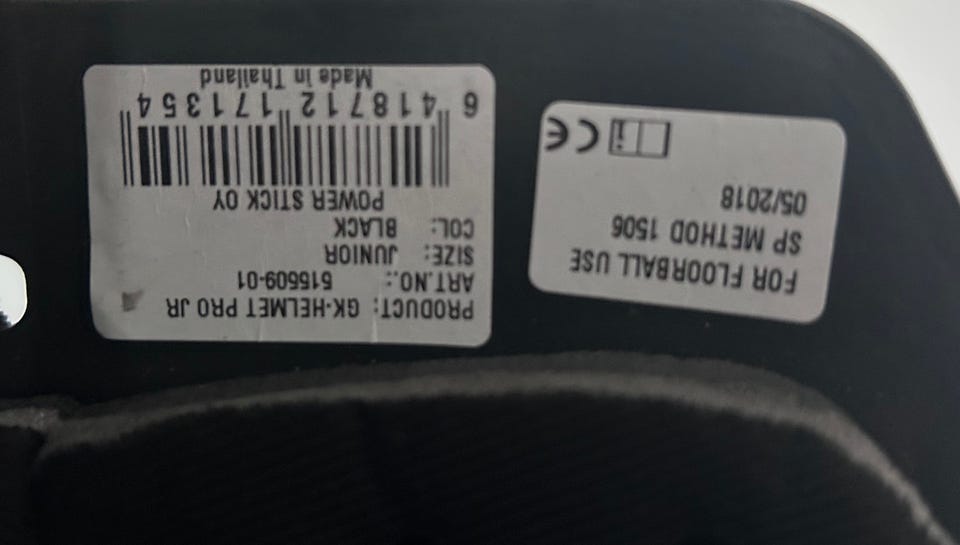 PRODUCT: GK-HELMET PRO JR
ART.NO.: 515509-01
SIZE: JUNIOR
COL: BLACK
POWER STICK OY
6 418712 171354
Made in Thailand
FOR FLOORBALL USE
SP METHOD 1506
05/2018
i CE